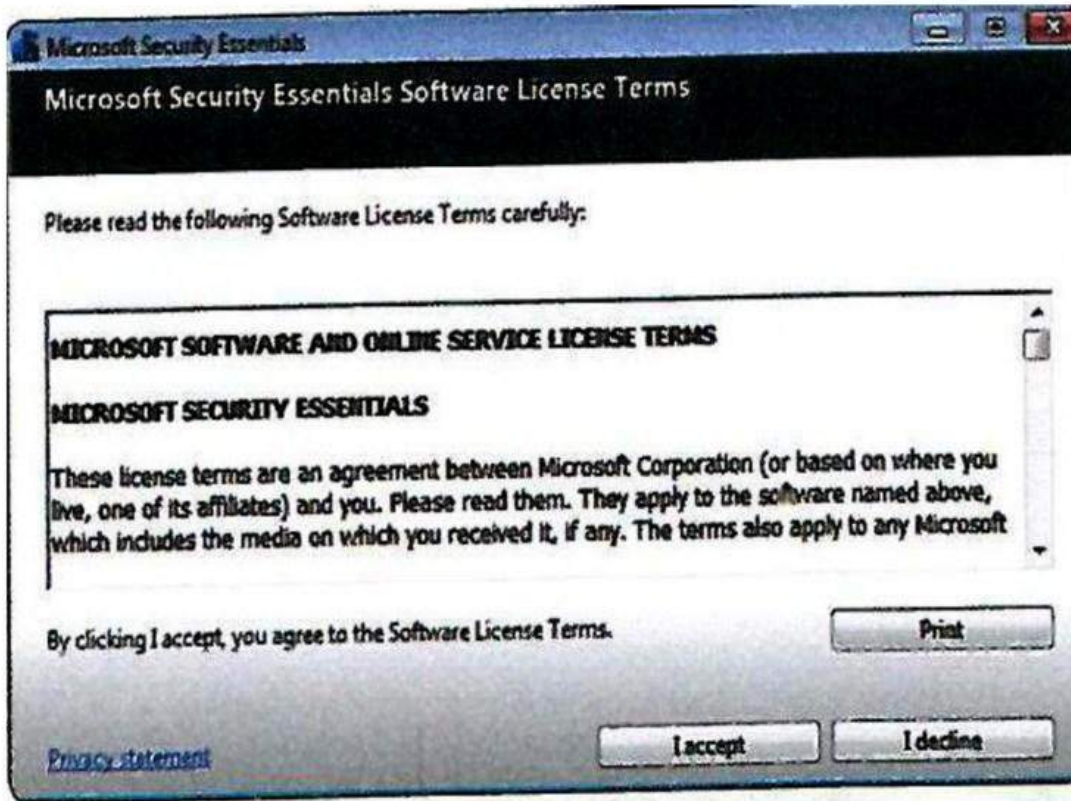 Microsoft Security Essentials
Microsoft Security Essentials Software License Terms
Please read the following Software License Terms carefully:
MICROSOFT SOFTWARE AND ONLINE SERVICE LICENSE TERMS
MICROSOFT SECURITY ESSENTIALS
These license terms are an agreement between Microsoft Corporation (or based on where you
live, one of its affiliates) and you. Please read them. They apply to the software named above,
which includes the media on which you received it, if any. The terms also apply to any Microsoft
By clicking I accept, you agree to the Software License Terms.
Print
Privacy statement
I accept
I decline